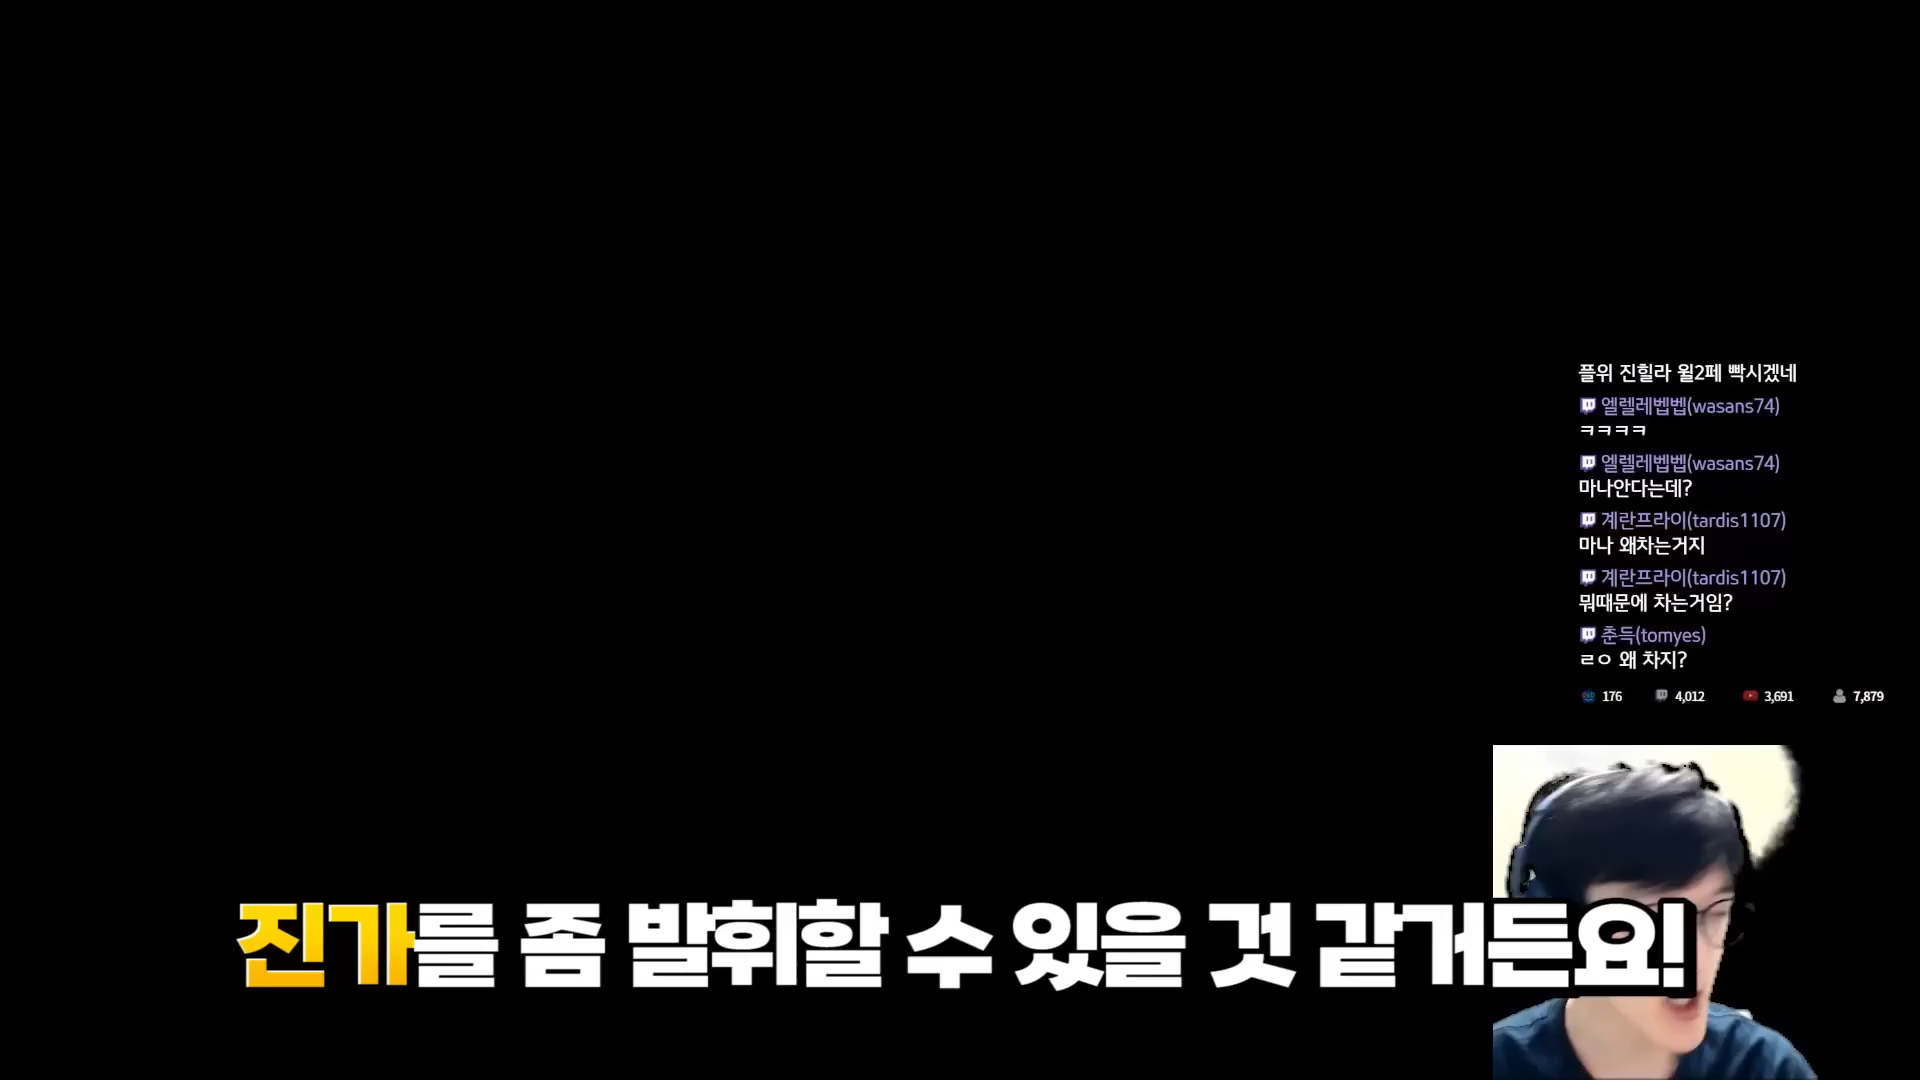 플위 진힐라 윌2페 빡시겠네
엘렐레벱벱(wasans74)
ㅋㅋㅋㅋ
엘렐레벱벱(wasans74)
마나안다는데?
계란프라이(tardis1107)
마나 왜차는거지
계란프라이(tardis1107)
뭐때문에 차는거임?
춘득(tomyes)
ㄹㅇ 왜 차지?
176 4,012 3,691 7,879
진가를 좀 발휘할 수 있을 것 같거든요!